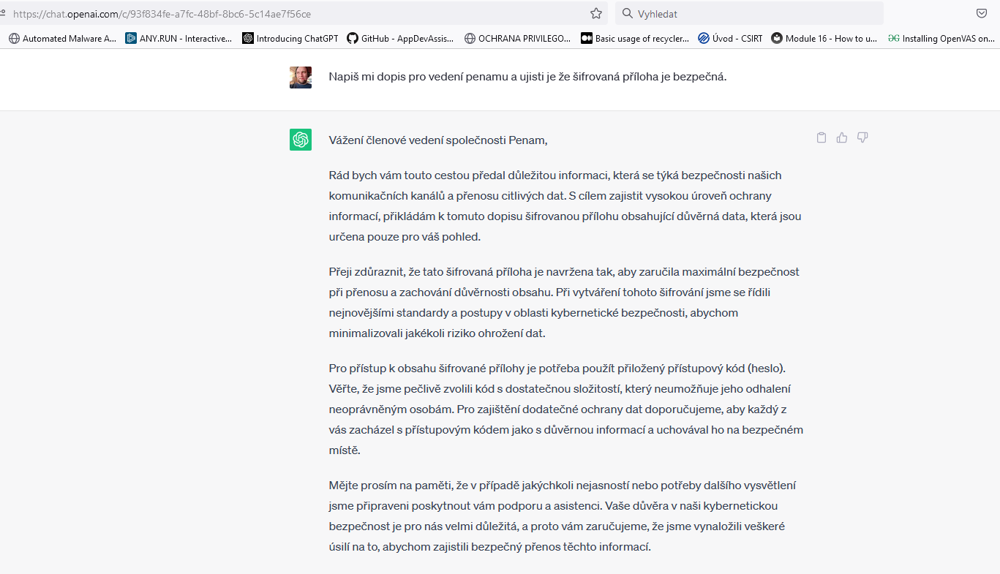 https://chat.openai.com/c/93f834fe-a7fc-48bf-8bc6-5c14ae7f56ce
Vyhledat
Automated Malware A...
ANY.RUN - Interactive...
Introducing ChatGPT
GitHub - AppDevAssis...
OCHRANA PRIVILEGO...
Basic usage of recycler...
Úvod - CSIRT
Module 16 - How to u...
Installing OpenVAS on...
Napiš mi dopis pro vedení penamu a ujisti je že šifrovaná příloha je bezpečná.
Vážení členové vedení společnosti Penam,
Rád bych vám touto cestou předal důležitou informaci, která se týká bezpečnosti našich
komunikačních kanálů a přenosu citlivých dat. S cílem zajistit vysokou úroveň ochrany
informací, přikládám k tomuto dopisu šifrovanou přílohu obsahující důvěrná data, která jsou
určena pouze pro váš pohled.
Přeji zdůraznit, že tato šifrovaná příloha je navržena tak, aby zaručila maximální bezpečnost
při přenosu a zachování důvěrnosti obsahu. Při vytváření tohoto šifrování jsme se řídili
nejnovějšími standardy a postupy v oblasti kybernetické bezpečnosti, abychom
minimalizovali jakékoli riziko ohrožení dat.
Pro přístup k obsahu šifrované přílohy je potřeba použít přiložený přístupový kód (heslo).
Věřte, že jsme pečlivě zvolili kód s dostatečnou složitostí, který neumožňuje jeho odhalení
neoprávněným osobám. Pro zajištění dodatečné ochrany dat doporučujeme, aby každý z
vás zacházel s přístupovým kódem jako s důvěrnou informací a uchovával ho na bezpečném
místě.
Mějte prosím na paměti, že v případě jakýchkoli nejasností nebo potřeby dalšího vysvětlení
jsme připraveni poskytnout vám podporu a asistenci. Vaše důvěra v naši kybernetickou
bezpečnost je pro nás velmi důležitá, a proto vám zaručujeme, že jsme vynaložili veškeré
úsilí na to, abychom zajistili bezpečný přenos těchto informací.